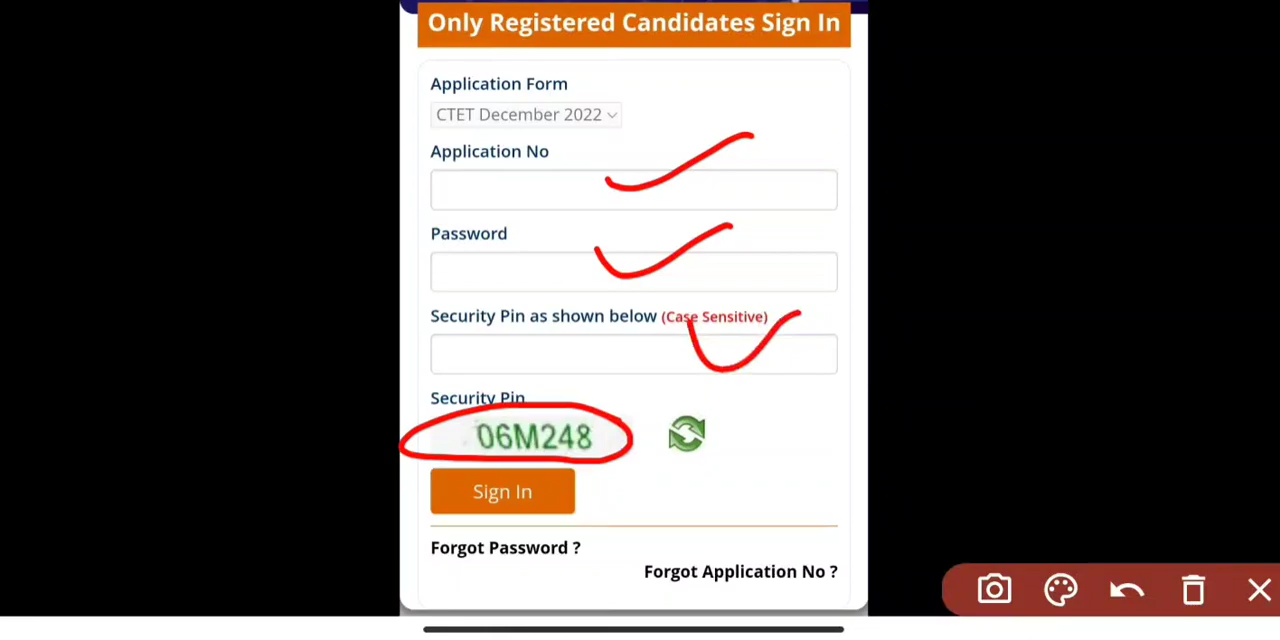 Only Registered Candidates Sign In
Application Form
CTET December 2022
Application No
Password
Security Pin as shown below (Case Sensitive)
Security Pin
06M248
Sign In
Forgot Password ?
Forgot Application No ?